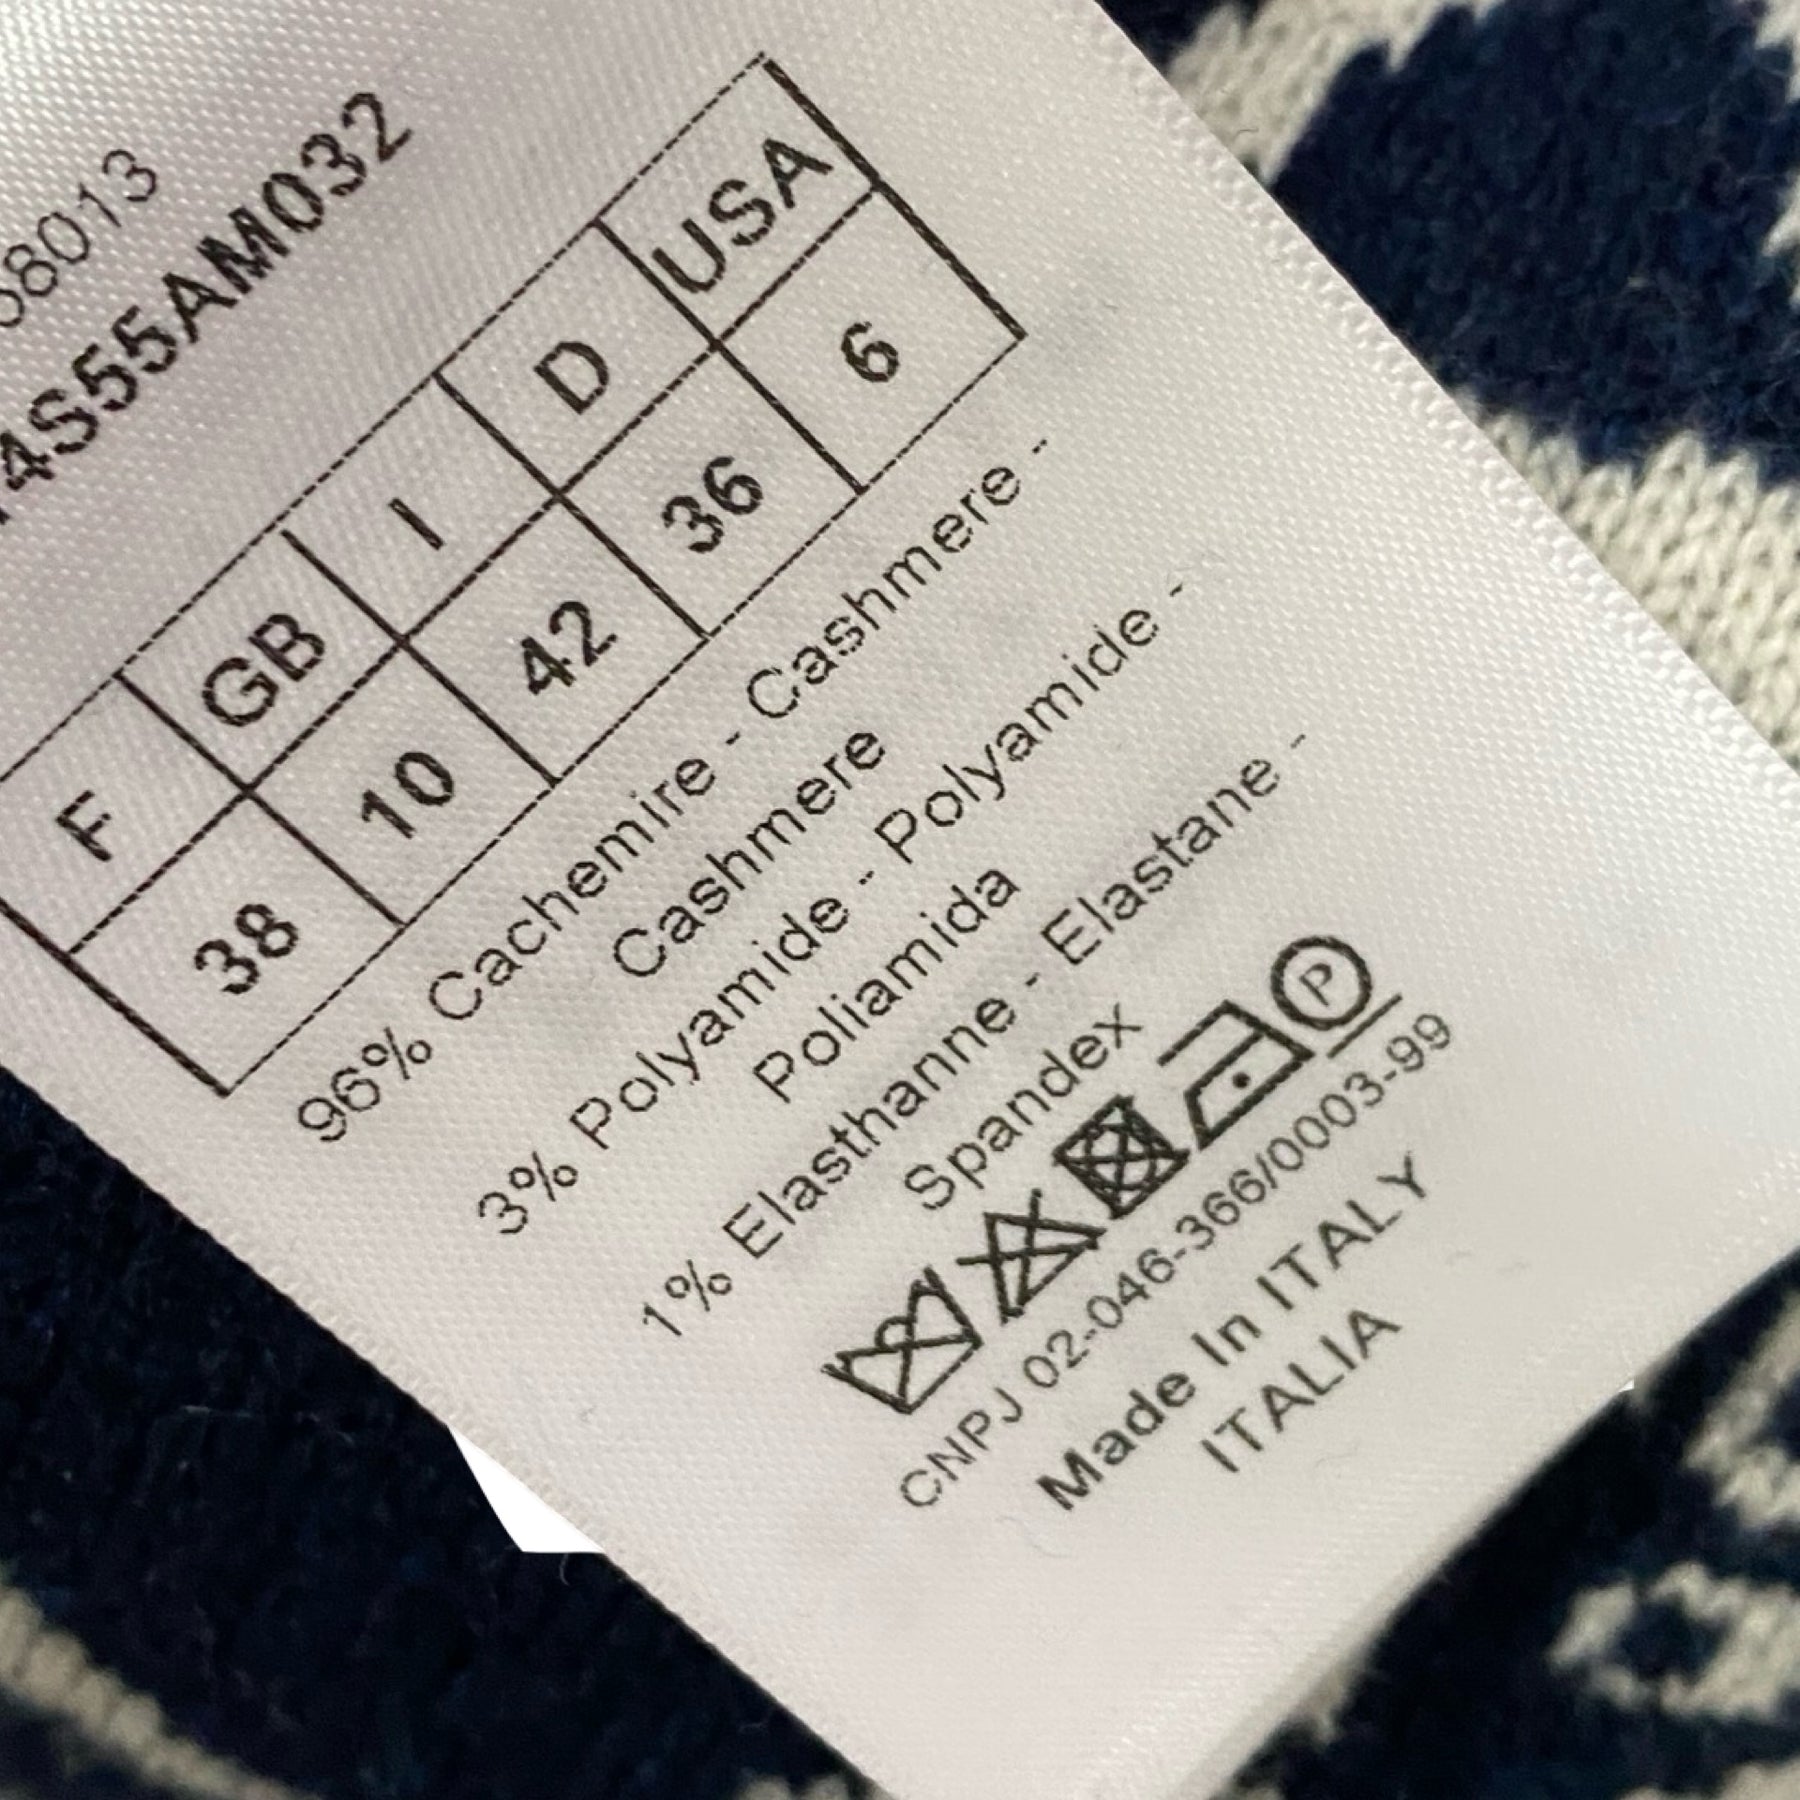 8013
4S55AM032
F GB I D USA
38 10 42 36 6
96% Cachemire - Cashmere -
Cashmere
3% Polyamide - Polyamide -
Poliamida
1% Elasthanne - Elastane -
Spandex
P
CNPJ 02-046-366/0003-99
Made In ITALY
ITALIA